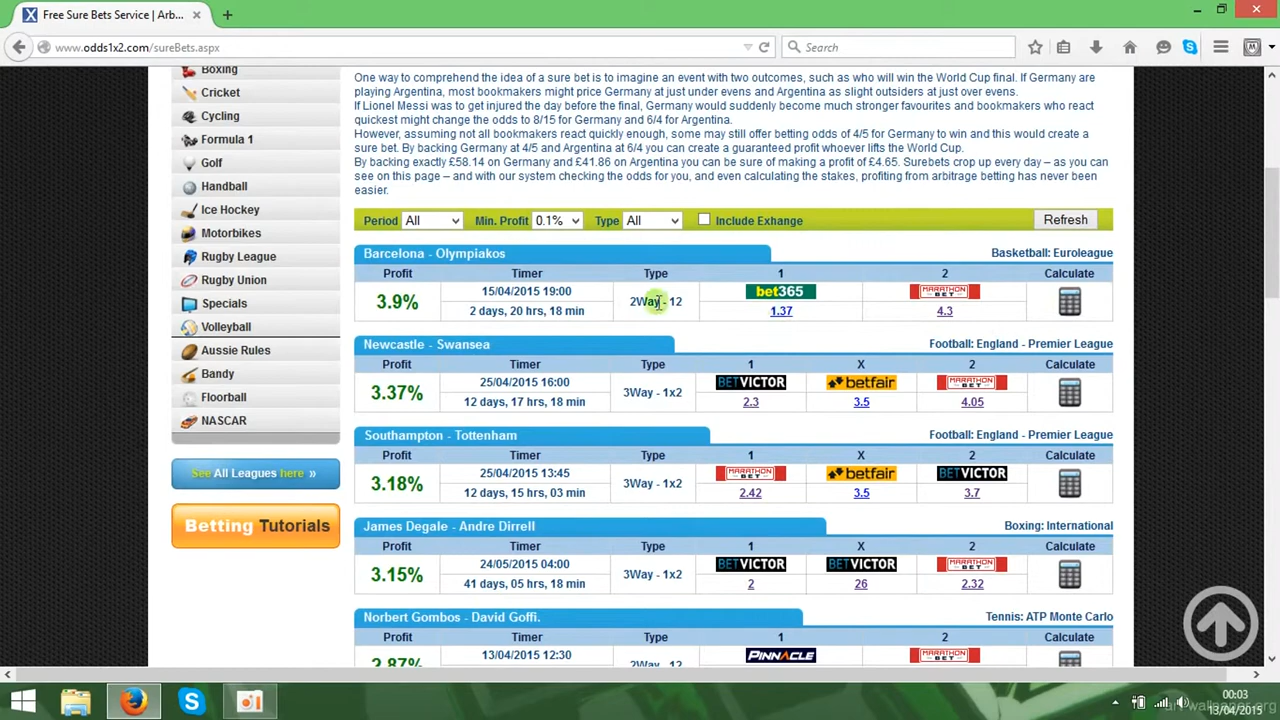 Free Sure Bets Service | Arb...
www.odds1x2.com/sureBets.aspx
Search
Boxing
Cricket
Cycling
Formula 1
Golf
Handball
Ice Hockey
Motorbikes
Rugby League
Rugby Union
Specials
Volleyball
Aussie Rules
Bandy
Floorball
NASCAR
See All Leagues here »
Betting Tutorials
One way to comprehend the idea of a sure bet is to imagine an event with two outcomes, such as who will win the World Cup final. If Germany are
playing Argentina, most bookmakers might price Germany at just under evens and Argentina as slight outsiders at just over evens.
If Lionel Messi was to get injured the day before the final, Germany would suddenly become much stronger favourites and bookmakers who react
quickest might change the odds to 8/15 for Germany and 6/4 for Argentina.
However, assuming not all bookmakers react quickly enough, some may still offer betting odds of 4/5 for Germany to win and this would create a
sure bet. By backing Germany at 4/5 and Argentina at 6/4 you can create a guaranteed profit whoever lifts the World Cup.
By backing exactly £58.14 on Germany and £41.86 on Argentina you can be sure of making a profit of £4.65. Surebets crop up every day – as you can
see on this page – and with our system checking the odds for you, and even calculating the stakes, profiting from arbitrage betting has never been
easier.
Period All Min. Profit 0.1% Type All Include Exhange Refresh
Barcelona - Olympiakos Basketball: Euroleague
Profit Timer Type 1 2 Calculate
3.9% 15/04/2015 19:00 2Way - 12 bet365 MARATHON BET
2 days, 20 hrs, 18 min 1.37 4.3
Newcastle - Swansea Football: England - Premier League
Profit Timer Type 1 X 2 Calculate
3.37% 25/04/2015 16:00 3Way - 1x2 BETVICTOR betfair MARATHON BET
12 days, 17 hrs, 18 min 2.3 3.5 4.05
Southampton - Tottenham Football: England - Premier League
Profit Timer Type 1 X 2 Calculate
3.18% 25/04/2015 13:45 3Way - 1x2 MARATHON BET betfair BETVICTOR
12 days, 15 hrs, 03 min 2.42 3.5 3.7
James Degale - Andre Dirrell Boxing: International
Profit Timer Type 1 X 2 Calculate
3.15% 24/05/2015 04:00 3Way - 1x2 BETVICTOR BETVICTOR MARATHON BET
41 days, 05 hrs, 18 min 2 26 2.32
Norbert Gombos - David Goffi. Tennis: ATP Monte Carlo
Profit Timer Type 1 2 Calculate
2.87% 13/04/2015 12:30 2Way - 12 PINNACLE MARATHON BET
00:03
13/04/2015